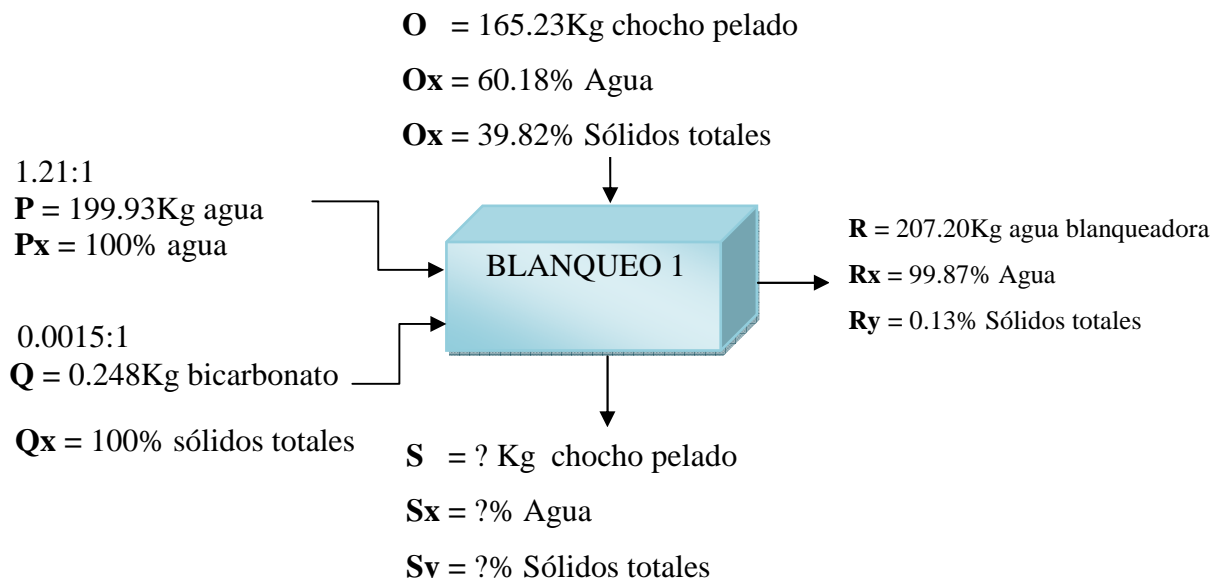 O = 165.23Kg chocho pelado
Ox = 60.18% Agua
Ox = 39.82% Sólidos totales
1.21:1
P = 199.93Kg agua
Px = 100% agua
0.0015:1
Q = 0.248Kg bicarbonato
Qx = 100% sólidos totales
BLANQUEO 1
R = 207.20Kg agua blanqueadora
Rx = 99.87% Agua
Ry = 0.13% Sólidos totales
S = ? Kg chocho pelado
Sx = ?% Agua
Sv = ?% Sólidos totales